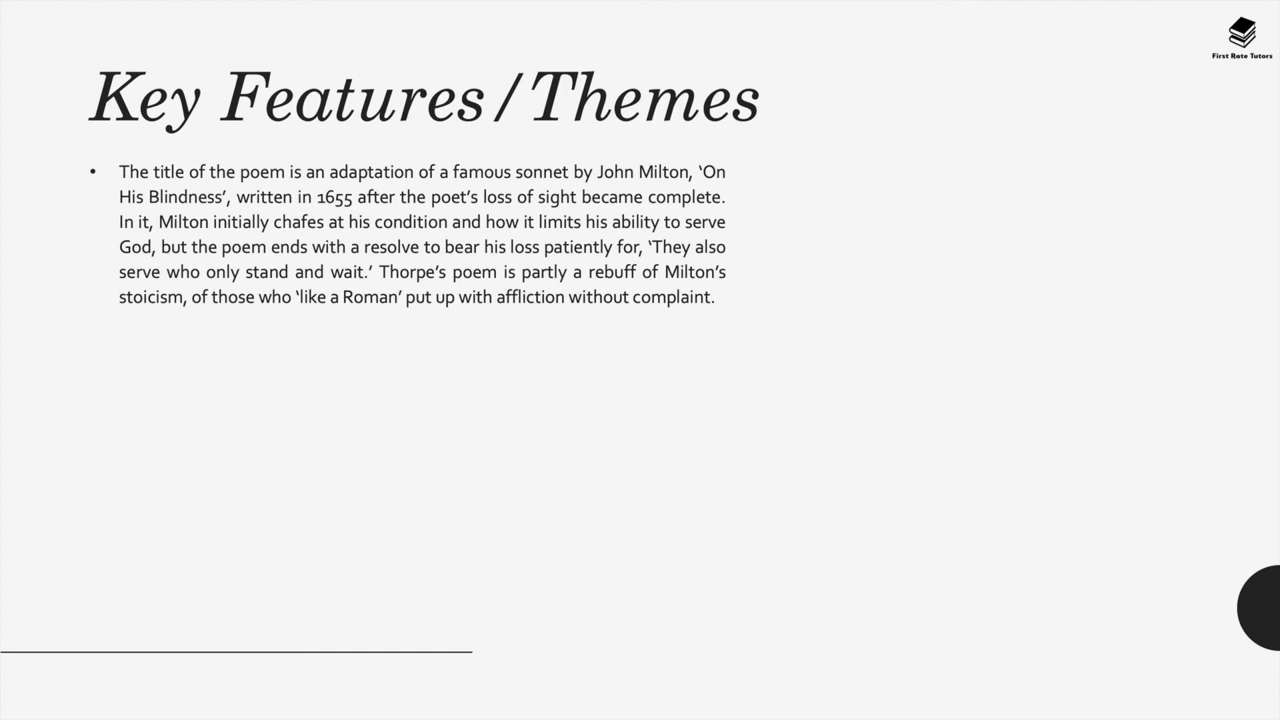 First Rate Tutors
Key Features/Themes
• The title of the poem is an adaptation of a famous sonnet by John Milton, ‘On
His Blindness’, written in 1655 after the poet’s loss of sight became complete.
In it, Milton initially chafes at his condition and how it limits his ability to serve
God, but the poem ends with a resolve to bear his loss patiently for, ‘They also
serve who only stand and wait.’ Thorpe’s poem is partly a rebuff of Milton’s
stoicism, of those who ‘like a Roman’ put up with affliction without complaint.